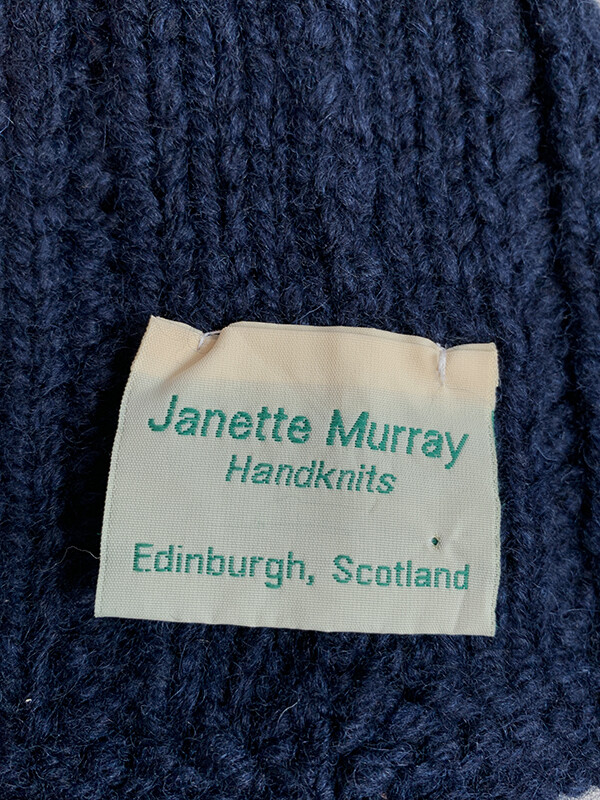 Janette Murray
Handknits
Edinburgh, Scotland